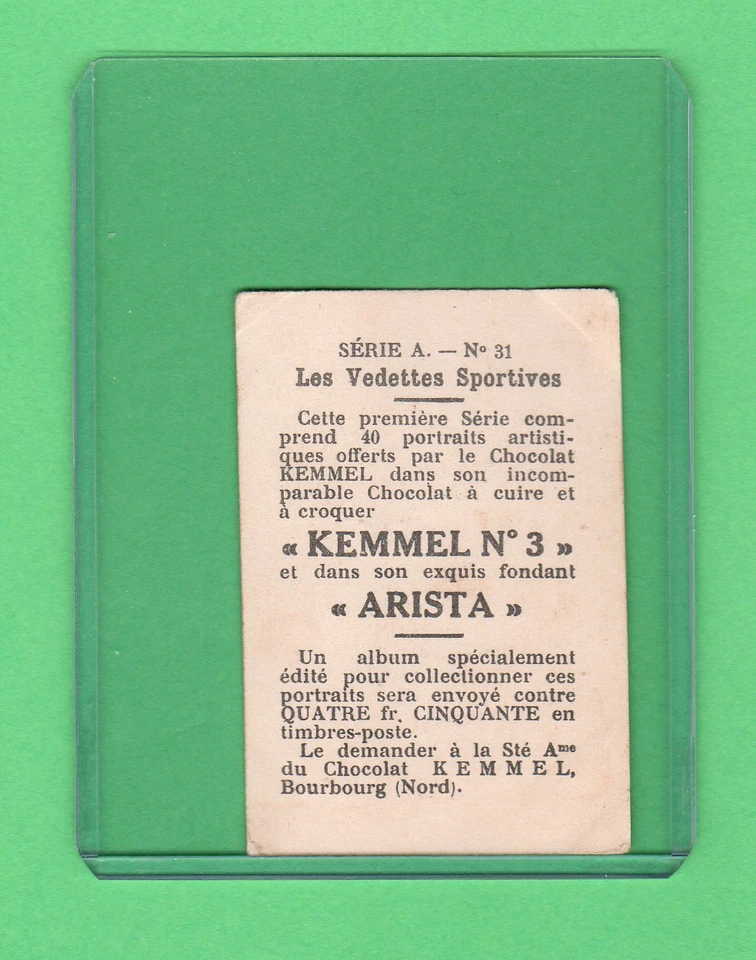 SÉRIE A. — Nº 31
Les Vedettes Sportives
Cette première Série com-
prend 40 portraits artisti-
ques offerts par le Chocolat
KEMMEL dans son incom-
parable Chocolat à cuire et
à croquer
« KEMMEL N° 3 »
et dans son exquis fondant
« ARISTA »
Un album spécialement
édité pour collectionner ces
portraits sera envoyé contre
QUATRE fr. CINQUANTE en
timbres-poste.
Le demander à la Sté Aᵐᵉ
du Chocolat KEMMEL,
Bourbourg (Nord).